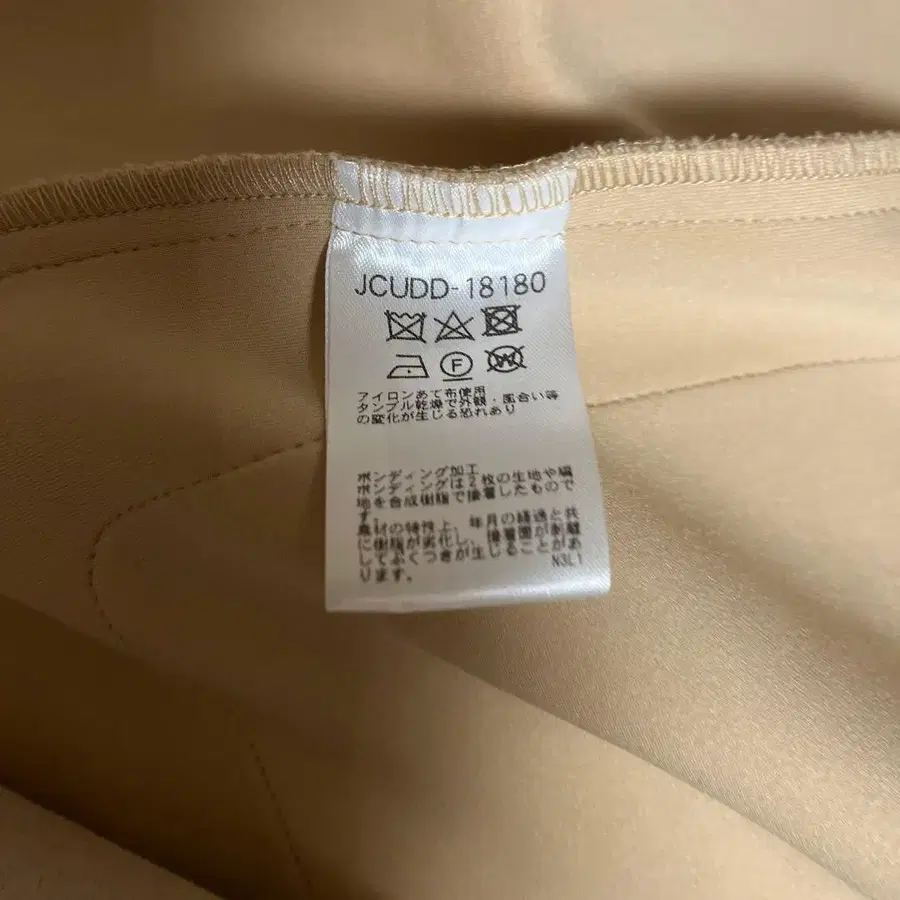 JCUDD-18180
F
W
アイロンあて布使用
タンブル乾燥で外観・風合い等
の変化が生じる恐れあり
ボンディング加工
ボンディングは2枚の生地や編
地を合成樹脂で接着したもので
す。
素材の特性上、年月の経過と共
に樹脂が劣化し、接着面が剥離
してふくつきが生じることがあ
ります。
N3L1